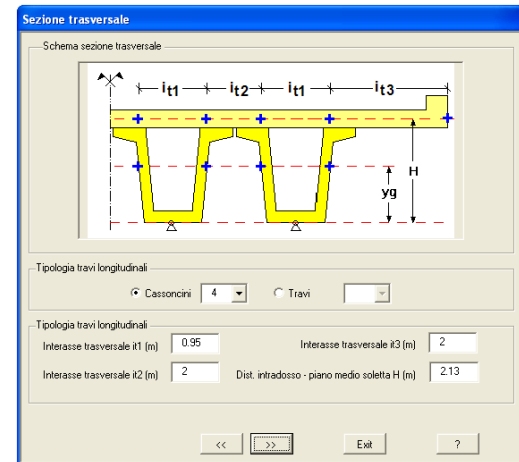 Sezione trasversale
Schema sezione trasversale
it1 it2 it1 it3
H
yg
Tipologia travi longitudinali
Cassoncini 4 Travi
Tipologia travi longitudinali
Interasse trasversale it1 (m) 0.95 Interasse trasversale it3 (m) 2
Interasse trasversale it2 (m) 2 Dist. intradosso - piano medio soletta H (m) 2.13
<< >> Exit ?